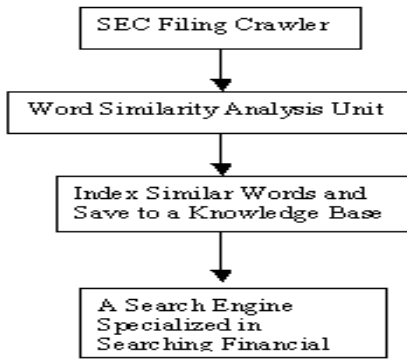 SEC Filing Crawler
Word Similarity Analysis Unit
Index Similar Words and
Save to a Knowledge Base
A Search Engine
Specialized in
Searching Financial